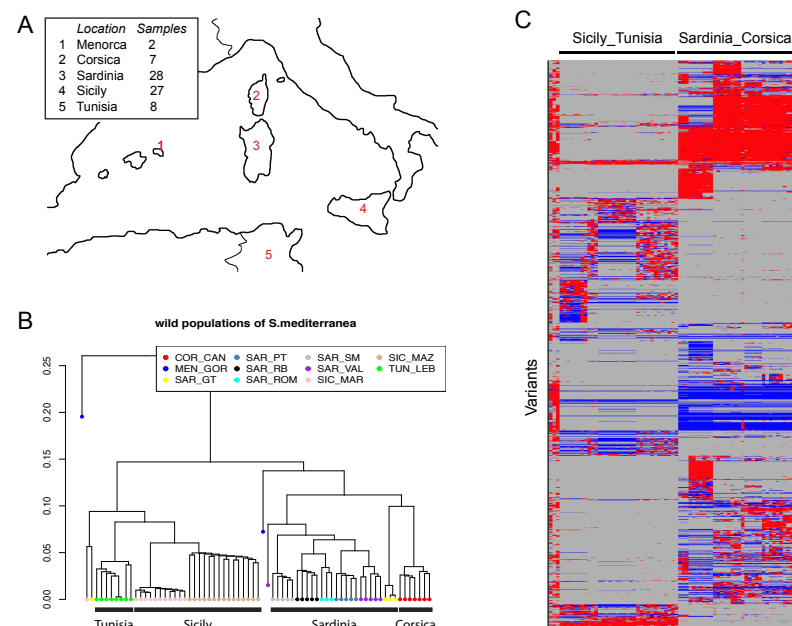 A
Location Samples
1 Menorca 2
2 Corsica 7
3 Sardinia 28
4 Sicily 27
5 Tunisia 8
1
2
3
4
5
B
wild populations of S.mediterranea
COR_CAN SAR_PT SAR_SM SIC_MAZ
MEN_GOR SAR_RB SAR_VAL TUN_LEB
SAR_GT SAR_ROM SIC_MAR
0.25
0.20
0.15
0.10
0.05
0.00
Tunisia Sicily Sardinia Corsica
C
Sicily_Tunisia Sardinia_Corsica
Variants